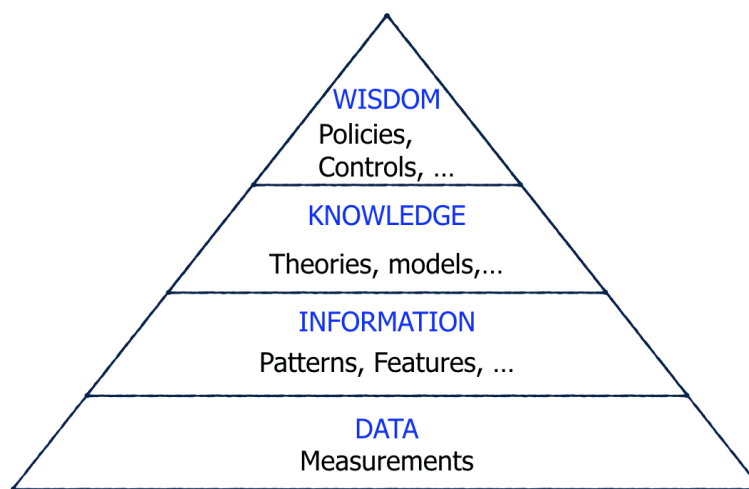 WISDOM
Policies,
Controls, ...
KNOWLEDGE
Theories, models,...
INFORMATION
Patterns, Features, ...
DATA
Measurements